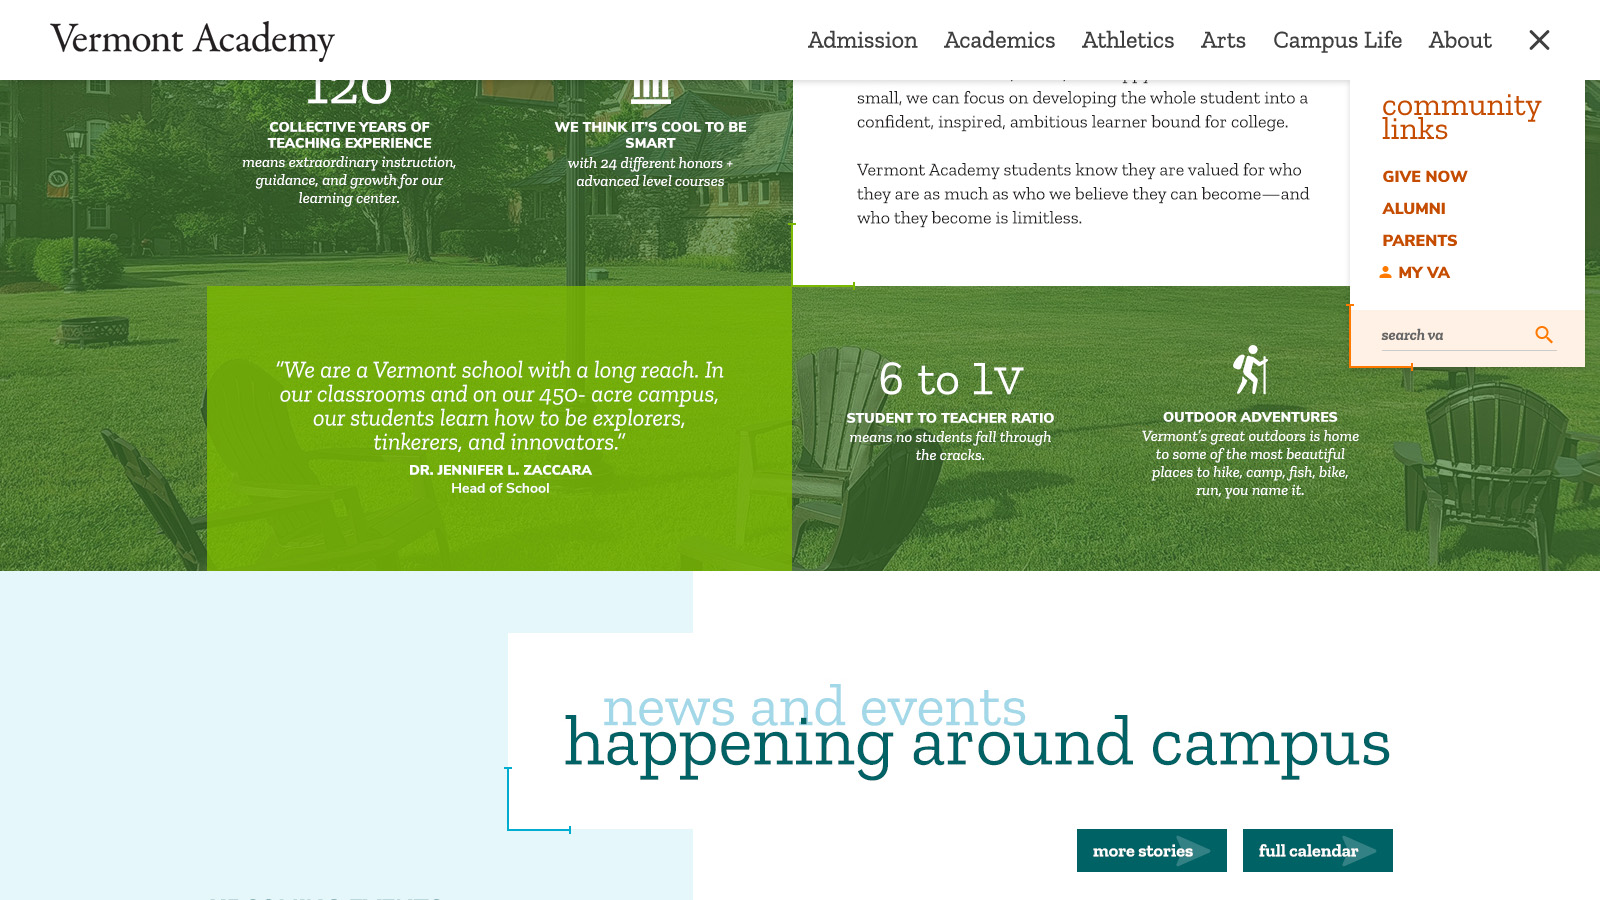 Vermont Academy
Admission Academics Athletics Arts Campus Life About
120
COLLECTIVE YEARS OF
TEACHING EXPERIENCE
means extraordinary instruction,
guidance, and growth for our
learning center.
WE THINK IT'S COOL TO BE
SMART
with 24 different honors +
advanced level courses
small, we can focus on developing the whole student into a
confident, inspired, ambitious learner bound for college.
Vermont Academy students know they are valued for who
they are as much as who we believe they can become—and
who they become is limitless.
community
links
GIVE NOW
ALUMNI
PARENTS
MY VA
search va
"We are a Vermont school with a long reach. In
our classrooms and on our 450- acre campus,
our students learn how to be explorers,
tinkerers, and innovators."
DR. JENNIFER L. ZACCARA
Head of School
6 to 1v
STUDENT TO TEACHER RATIO
means no students fall through
the cracks.
OUTDOOR ADVENTURES
Vermont's great outdoors is home
to some of the most beautiful
places to hike, camp, fish, bike,
run, you name it.
news and events
happening around campus
more stories
full calendar
UPCOMING EVENTS